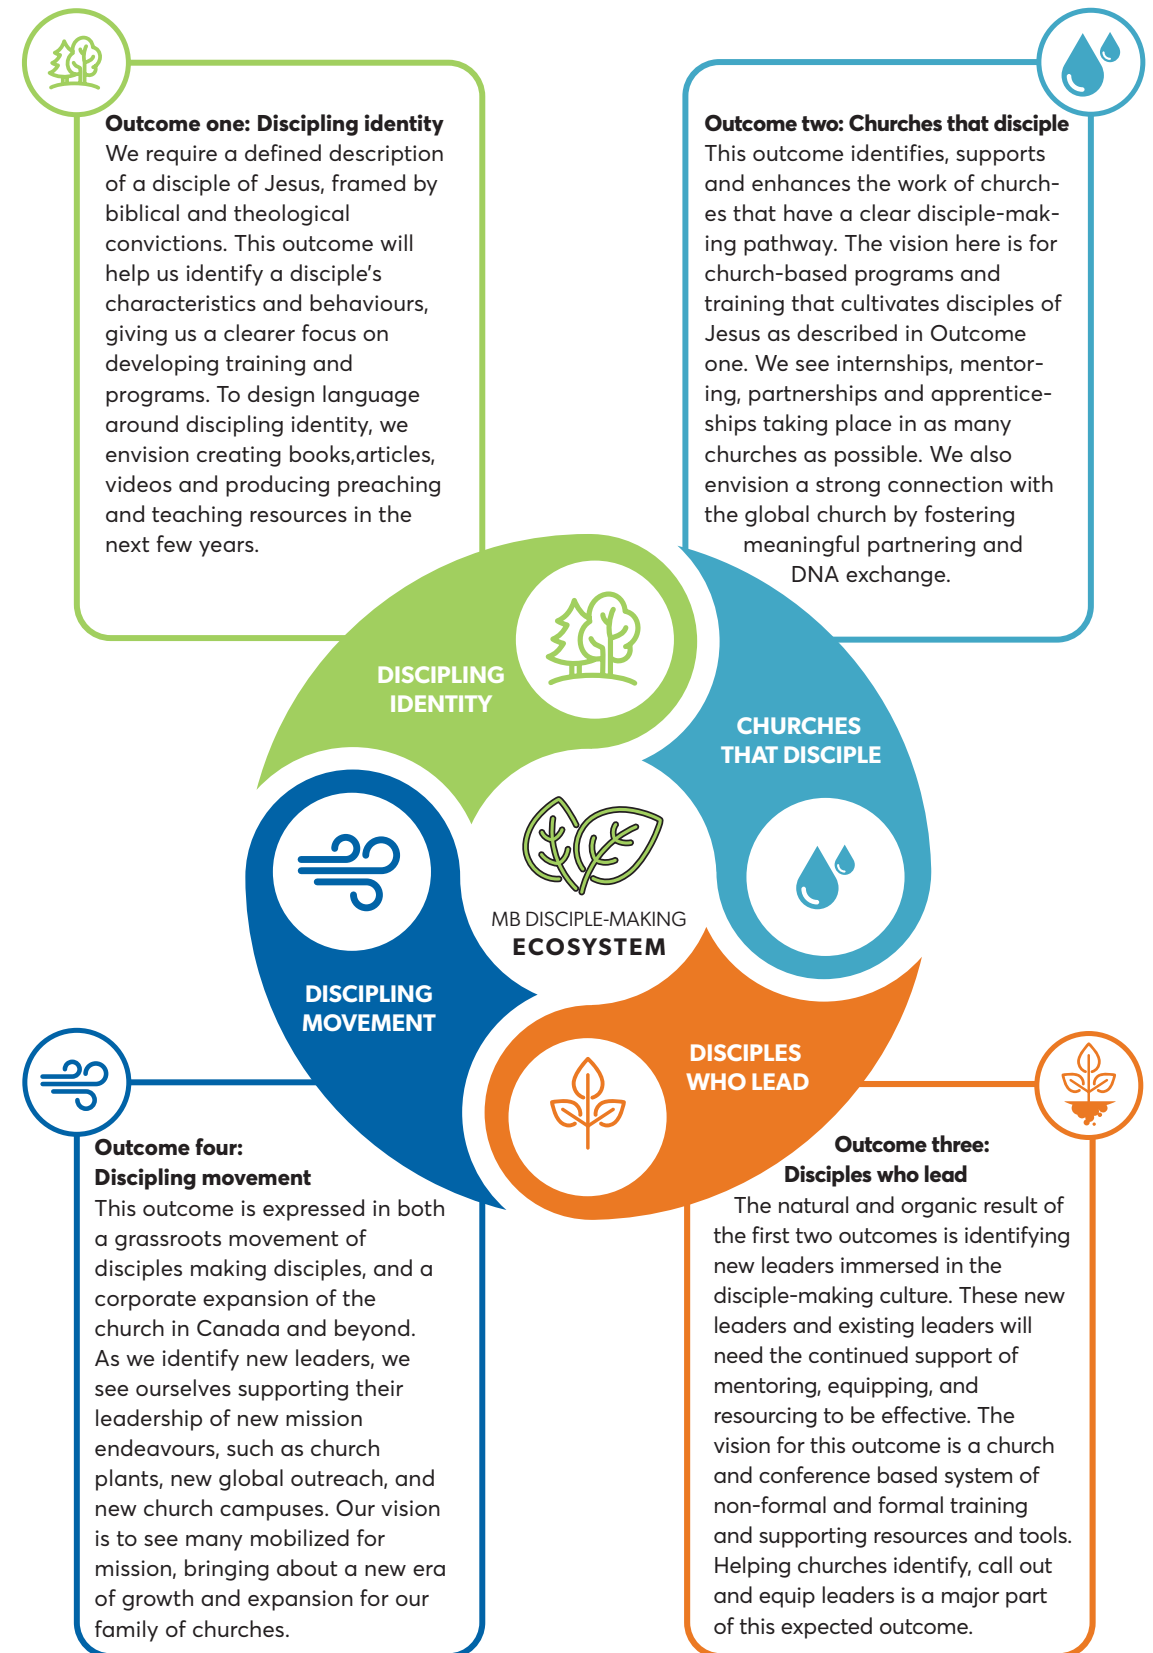 Outcome one: Discipling identity
We require a defined description
of a disciple of Jesus, framed by
biblical and theological
convictions. This outcome will
help us identify a disciple's
characteristics and behaviours,
giving us a clearer focus on
developing training and
programs. To design language
around discipling identity, we
envision creating books,articles,
videos and producing preaching
and teaching resources in the
next few years.
Outcome two: Churches that disciple
This outcome identifies, supports
and enhances the work of church-
es that have a clear disciple-mak-
ing pathway. The vision here is for
church-based programs and
training that cultivates disciples of
Jesus as described in Outcome
one. We see internships, mentor-
ing, partnerships and apprentice-
ships taking place in as many
churches as possible. We also
envision a strong connection with
the global church by fostering
meaningful partnering and
DNA exchange.
DISCIPLING
IDENTITY
CHURCHES
THAT DISCIPLE
MB DISCIPLE-MAKING
ECOSYSTEM
DISCIPLING
MOVEMENT
DISCIPLES
WHO LEAD
Outcome four:
Discipling movement
This outcome is expressed in both
a grassroots movement of
disciples making disciples, and a
corporate expansion of the
church in Canada and beyond.
As we identify new leaders, we
see ourselves supporting their
leadership of new mission
endeavours, such as church
plants, new global outreach, and
new church campuses. Our vision
is to see many mobilized for
mission, bringing about a new era
of growth and expansion for our
family of churches.
Outcome three:
Disciples who lead
The natural and organic result of
the first two outcomes is identifying
new leaders immersed in the
disciple-making culture. These new
leaders and existing leaders will
need the continued support of
mentoring, equipping, and
resourcing to be effective. The
vision for this outcome is a church
and conference based system of
non-formal and formal training
and supporting resources and tools.
Helping churches identify, call out
and equip leaders is a major part
of this expected outcome.